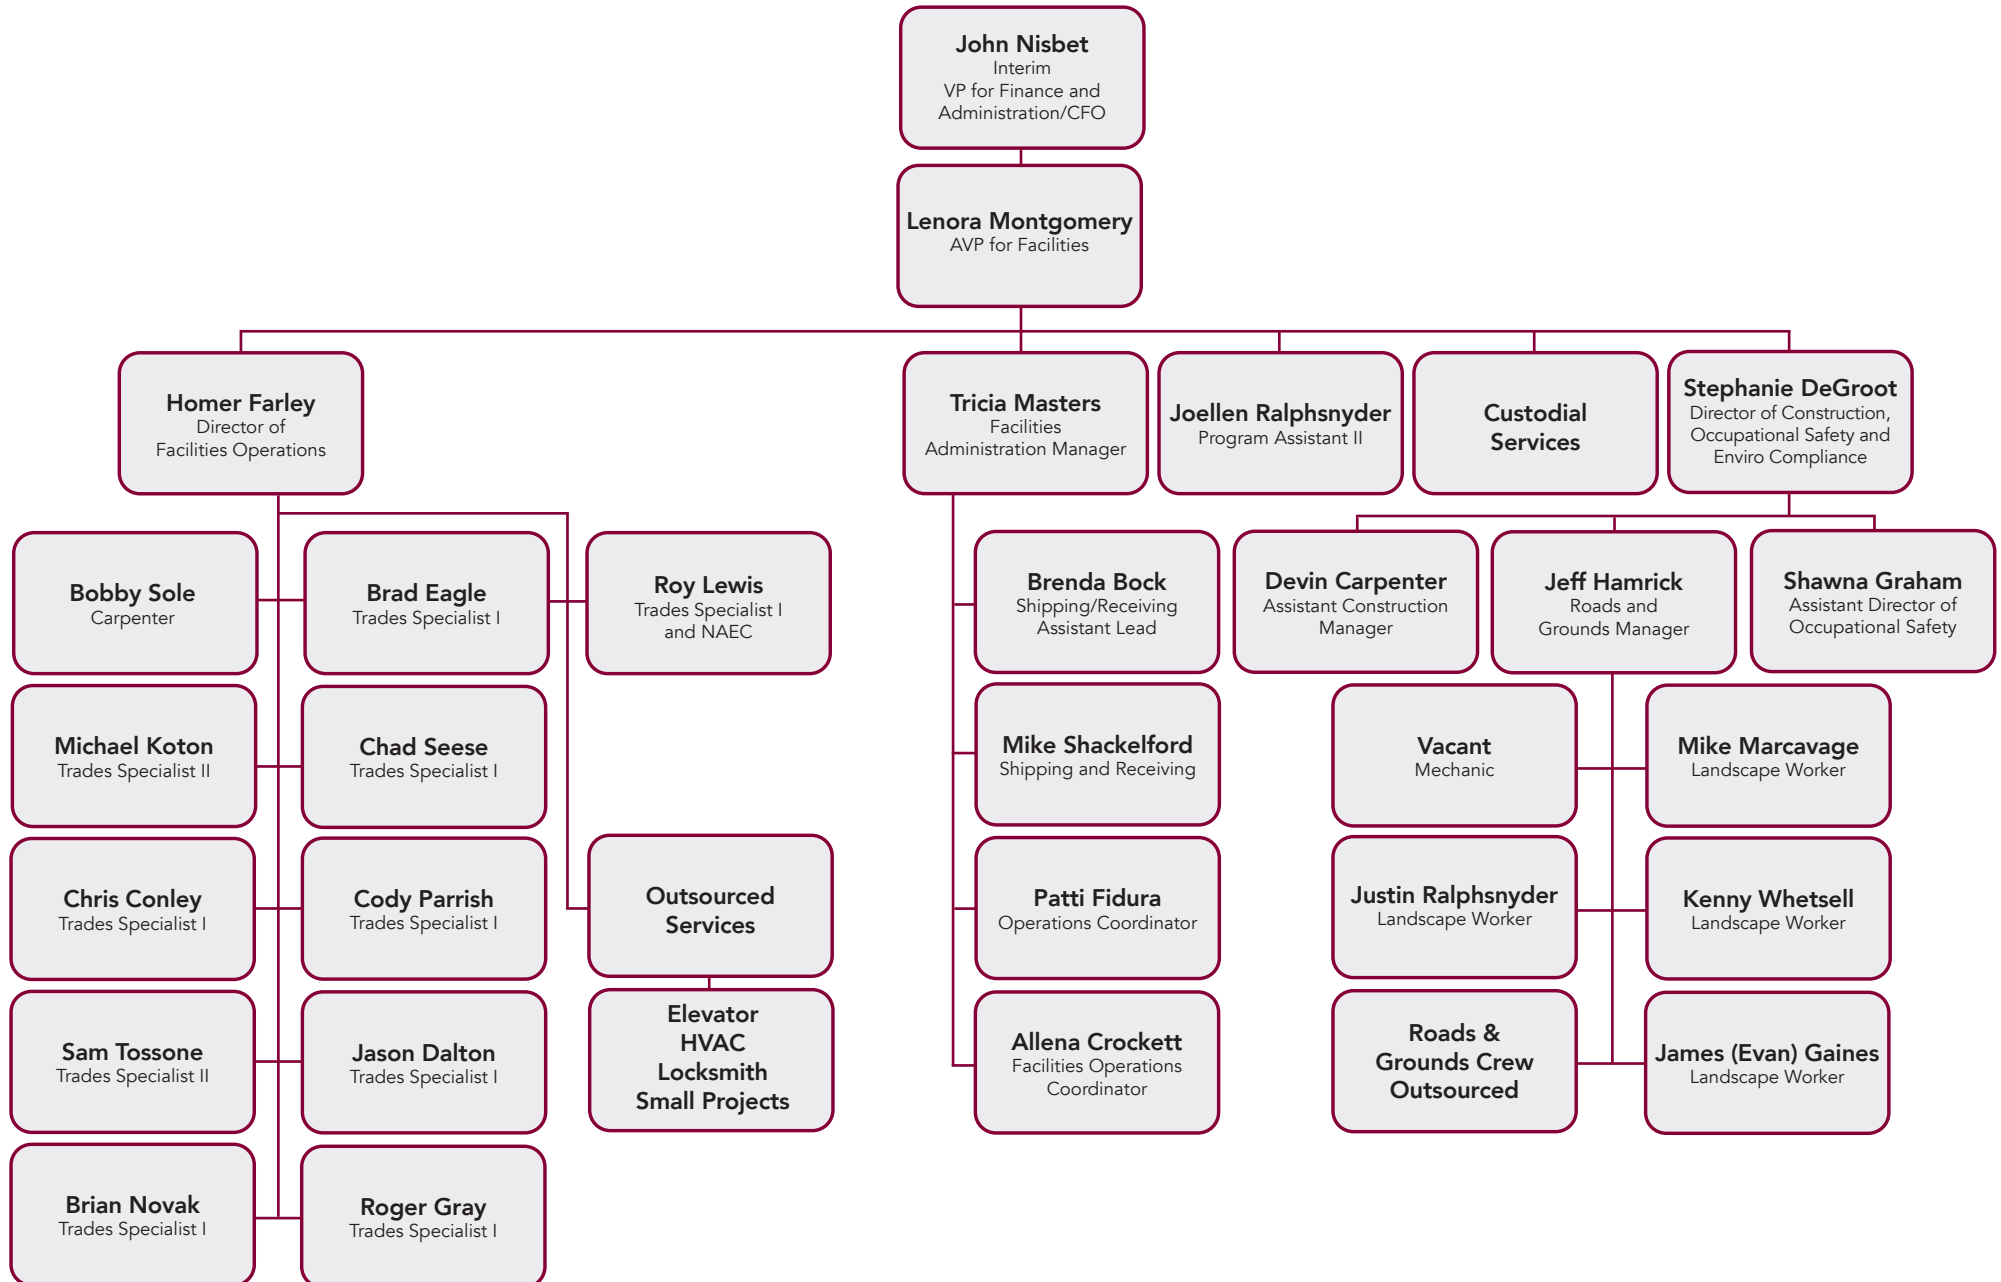 John Nisbet
Interim
VP for Finance and
Administration/CFO
Lenora Montgomery
AVP for Facilities
Homer Farley
Director of
Facilities Operations
Tricia Masters
Facilities
Administration Manager
Joellen Ralphsnyder
Program Assistant II
Custodial
Services
Stephanie DeGroot
Director of Construction,
Occupational Safety and
Enviro Compliance
Bobby Sole
Carpenter
Brad Eagle
Trades Specialist I
Roy Lewis
Trades Specialist I
and NAEC
Michael Koton
Trades Specialist II
Chad Seese
Trades Specialist I
Chris Conley
Trades Specialist I
Cody Parrish
Trades Specialist I
Outsourced
Services
Sam Tossone
Trades Specialist II
Jason Dalton
Trades Specialist I
Elevator
HVAC
Locksmith
Small Projects
Brian Novak
Trades Specialist I
Roger Gray
Trades Specialist I
Brenda Bock
Shipping/Receiving
Assistant Lead
Mike Shackelford
Shipping and Receiving
Patti Fidura
Operations Coordinator
Allena Crockett
Facilities Operations
Coordinator
Devin Carpenter
Assistant Construction
Manager
Jeff Hamrick
Roads and
Grounds Manager
Shawna Graham
Assistant Director of
Occupational Safety
Vacant
Mechanic
Mike Marcavage
Landscape Worker
Justin Ralphsnyder
Landscape Worker
Kenny Whetsell
Landscape Worker
Roads &
Grounds Crew
Outsourced
James (Evan) Gaines
Landscape Worker